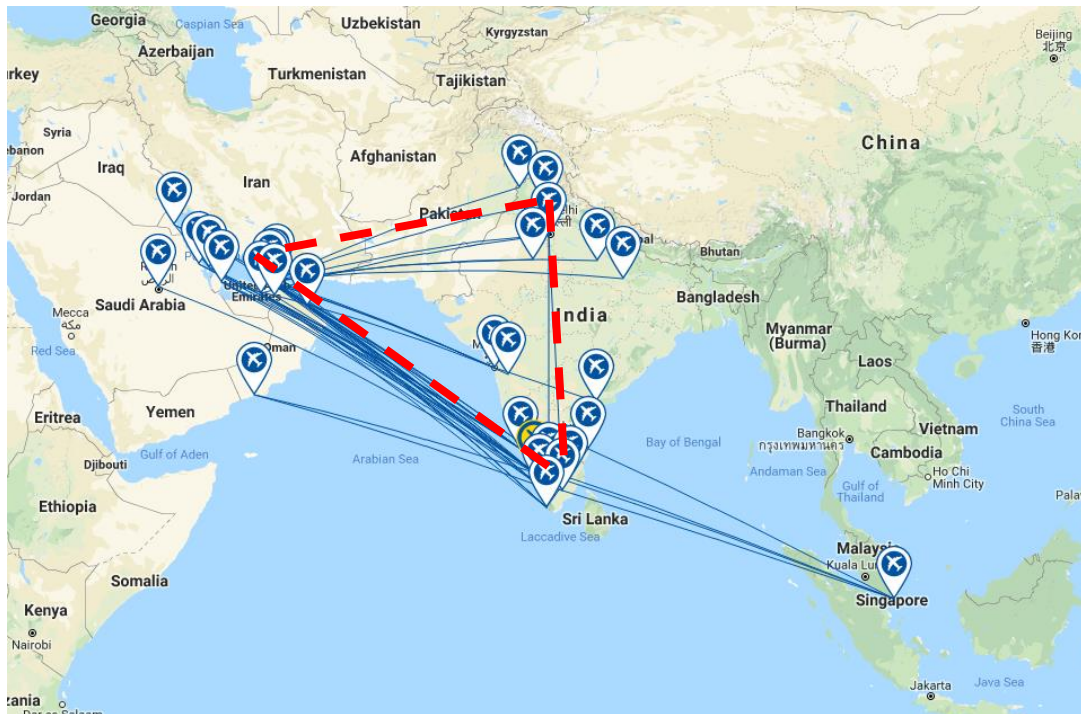 Georgia
Caspian Sea
Uzbekistan
Kyrgyzstan
Beijing
北京
Azerbaijan
Turkmenistan
Tajikistan
Syria
Afghanistan
China
Iraq
Iran
Jordan
Pakistan
Bhutan
Saudi Arabia
Emirates
Bangladesh
India
Mecca
مكة
Myanmar
(Burma)
Hong Kon
香港
Red Sea
Oman
Laos
Eritrea
Yemen
Thailand
South
China Sea
Vietnam
Bangkok
กรุงเทพมหานคร
Bay of Bengal
Gulf of Aden
Arabian Sea
Cambodia
Djibouti
Andaman Sea
Ho Chi
Minh City
Gulf of
Thailand
Ethiopia
Sri Lanka
Laccadive Sea
Malaysia
Kuala Lu
Somalia
Singapore
Kenya
Nairobi
Java Sea
Jakarta